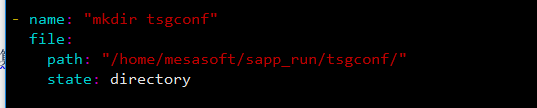 - name: "mkdir tsgconf"
  file:
    path: "/home/mesasoft/sapp_run/tsgconf/"
    state: directory